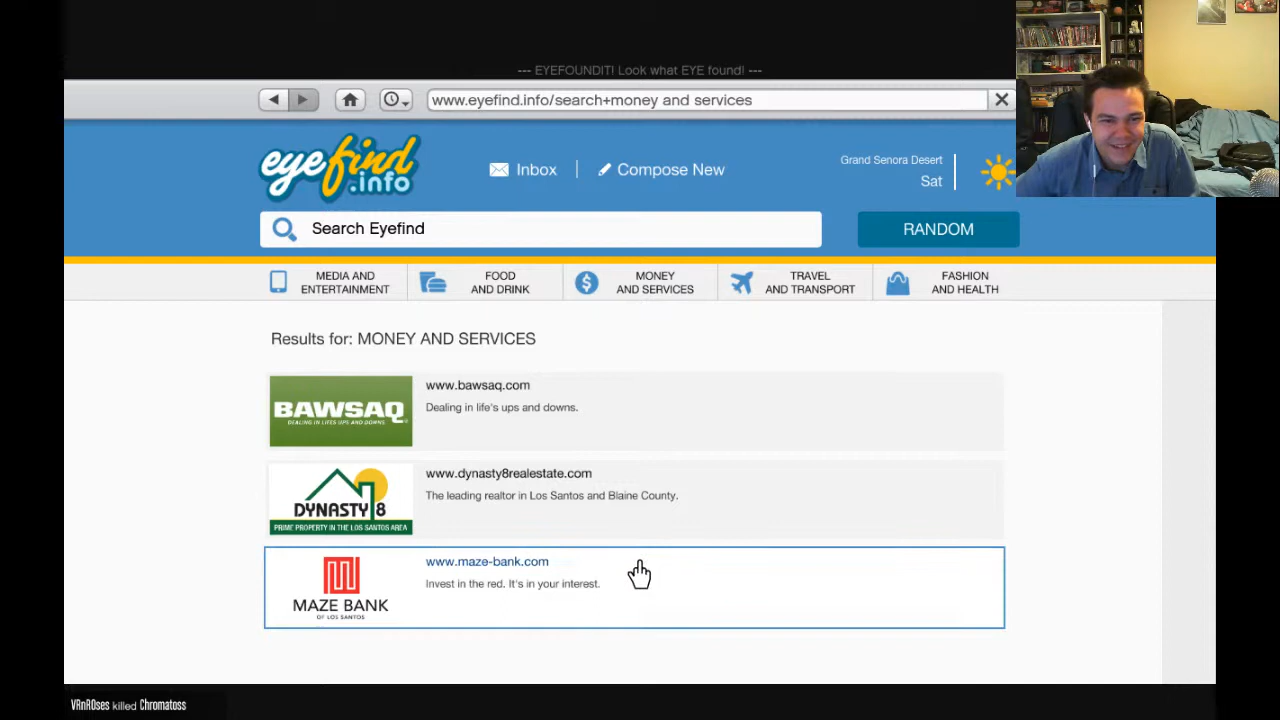 --- EYEFOUNDIT! Look what EYE found! ---
www.eyefind.info/search+money and services
eyefind
.info
Inbox
Compose New
Grand Senora Desert
Sat
Search Eyefind
RANDOM
MEDIA AND
ENTERTAINMENT
FOOD
AND DRINK
MONEY
AND SERVICES
TRAVEL
AND TRANSPORT
FASHION
AND HEALTH
Results for: MONEY AND SERVICES
BAWSAQ
DEALING IN LIFES UPS AND DOWNS.
www.bawsaq.com
Dealing in life's ups and downs.
DYNASTY 8
PRIME PROPERTY IN THE LOS SANTOS AREA
www.dynasty8realestate.com
The leading realtor in Los Santos and Blaine County.
MAZE BANK
OF LOS SANTOS
www.maze-bank.com
Invest in the red. It's in your interest.
VRnR0ses killed Chromatoss